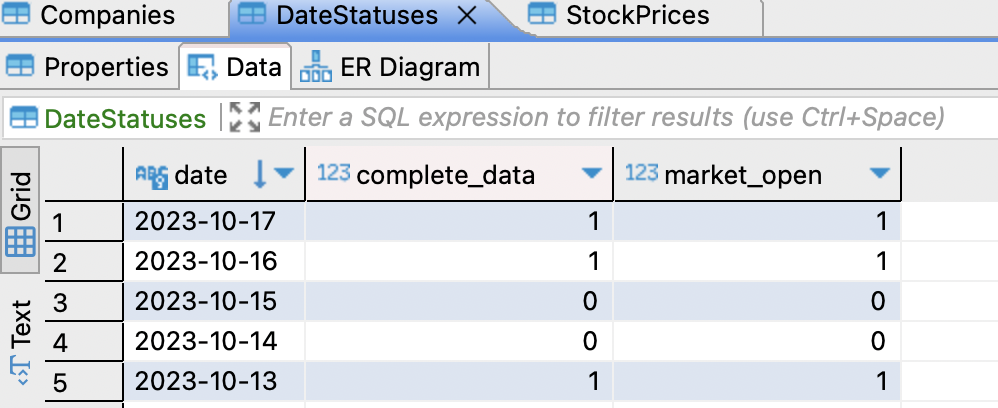 Companies DateStatuses StockPrices
Properties Data ER Diagram
DateStatuses Enter a SQL expression to filter results (use Ctrl+Space)
Grid
Text
ABC date 123 complete_data 123 market_open
1 2023-10-17 1 1
2 2023-10-16 1 1
3 2023-10-15 0 0
4 2023-10-14 0 0
5 2023-10-13 1 1